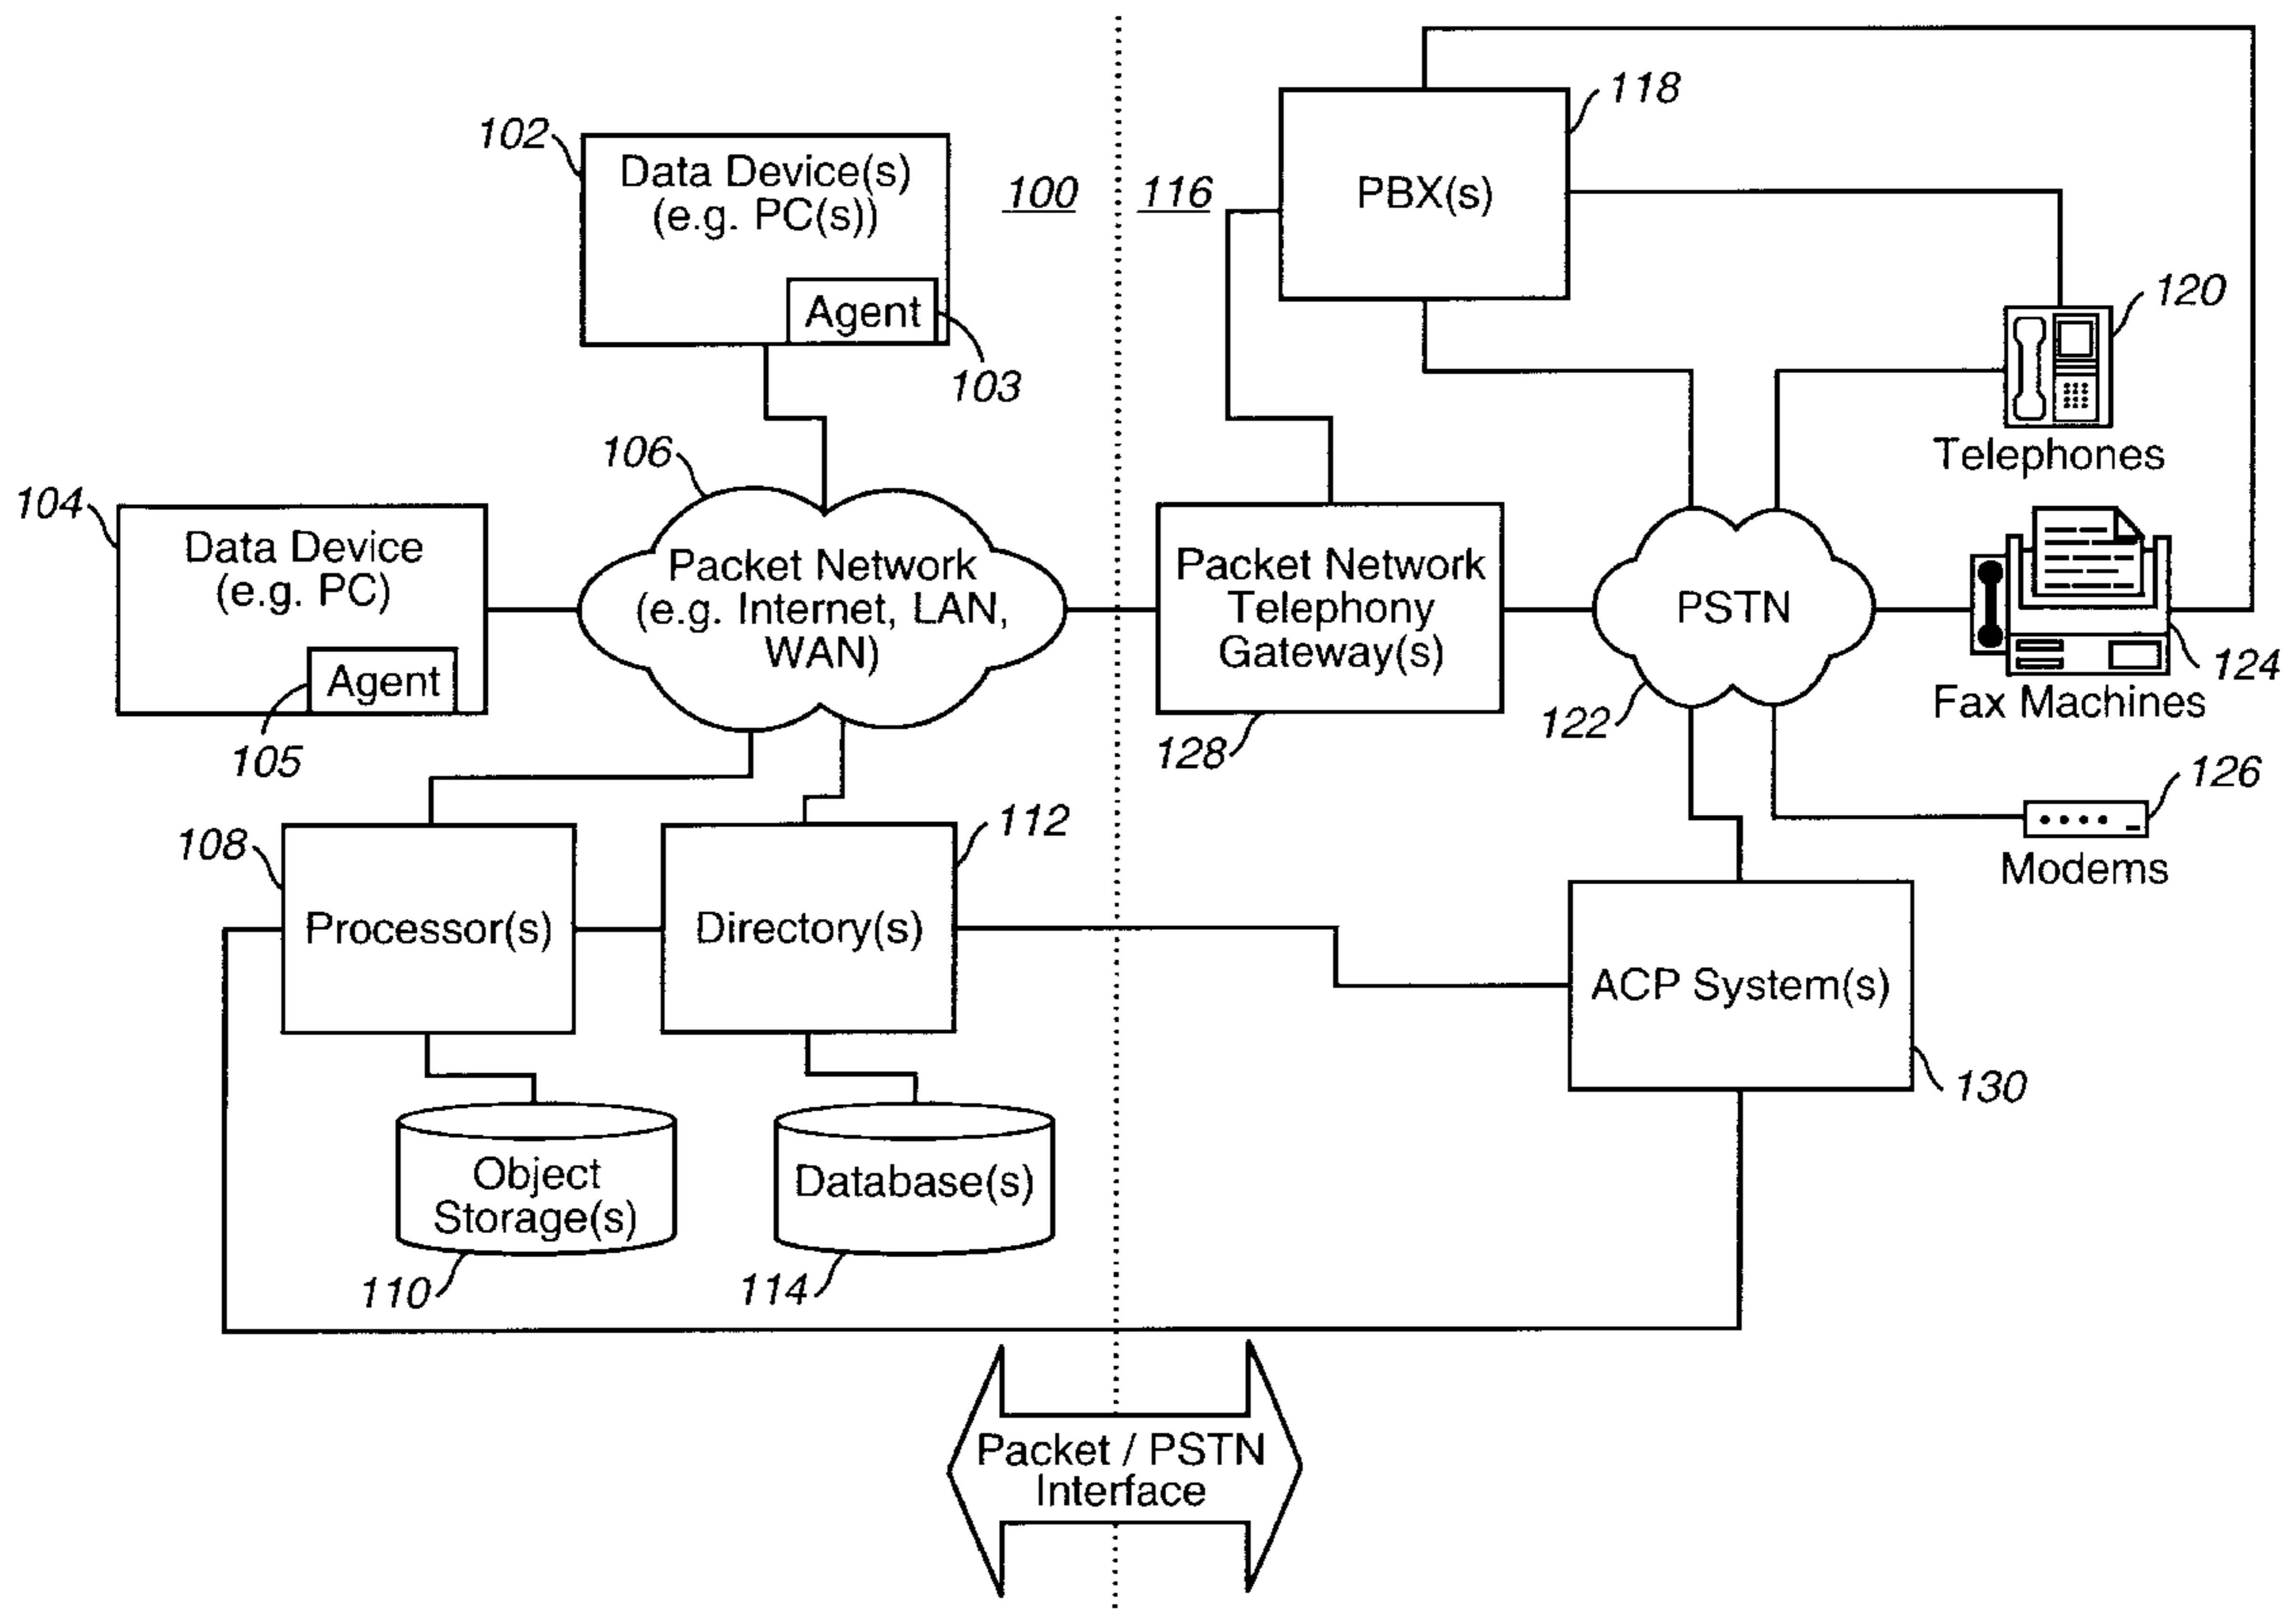 118
102
Data Device(s)
(e.g. PC(s))
100
116
PBX(s)
Agent
120
103
106
Telephones
104
Data Device
(e.g. PC)
Packet Network
(e.g. Internet, LAN,
WAN)
Packet Network
Telephony
Gateway(s)
PSTN
124
Agent
Fax Machines
105
128
122
126
112
108
Modems
Processor(s)
Directory(s)
ACP System(s)
130
Object
Storage(s)
Database(s)
110
114
Packet / PSTN
Interface